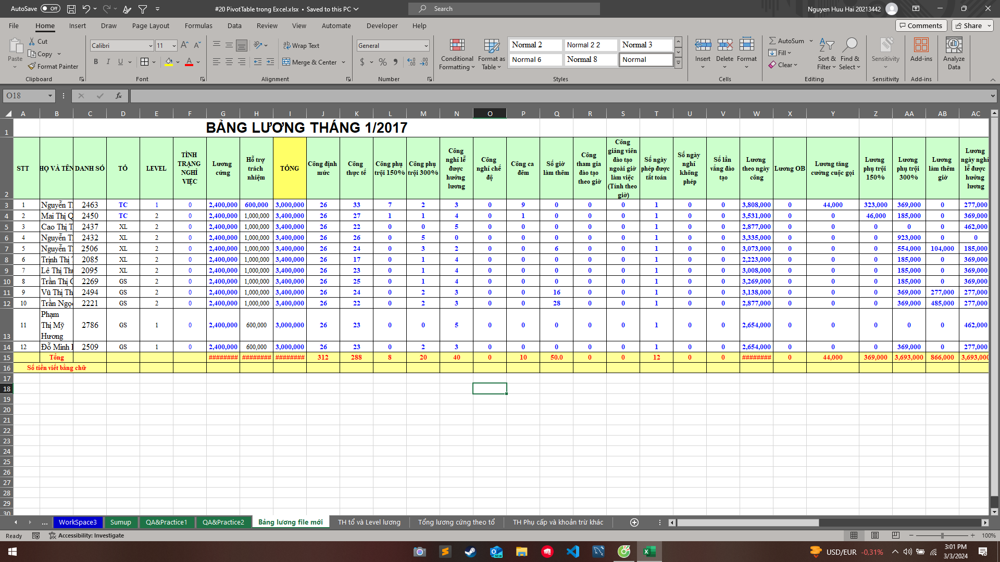 AutoSave Off #20 PivotTable trong Excel.xlsx • Saved to this PC Search Nguyen Huu Hai 20213442
File Home Insert Draw Page Layout Formulas Data Review View Automate Developer Help Comments Share
Paste Cut Copy Format Painter Clipboard
Calibri 11 B I U Font
Wrap Text Merge & Center Alignment
General $ % Number
Conditional Formatting Format as Table Normal 2 Normal 2 2 Normal 3 Normal 6 Normal 8 Normal Styles
Insert Delete Format Cells
AutoSum Fill Clear Sort & Filter Find & Select Editing
Sensitivity Sensitivity
Add-ins Add-ins
Analyze Data
O18 fx
A B C D E F G H I J K L M N O P Q R S T U V W X Y Z AA AB AC
1 BẢNG LƯƠNG THÁNG 1/2017
2 STT HỌ VÀ TÊN DANH SỐ TỔ LEVEL TÌNH TRẠNG NGHỈ VIỆC Lương cứng Hỗ trợ trách nhiệm TỔNG Công định mức Công thực tế Công phụ trội 150% Công phụ trội 300% Công nghỉ lễ được hưởng lương Công nghỉ chế độ Công ca đêm Số giờ làm thêm Công tham gia đào tạo theo giờ Công giảng viên đào tạo ngoài giờ làm việc (Tính theo giờ) Số ngày phép được tất toán Số ngày nghỉ không phép Số lần vắng đào tạo Lương theo ngày công Lương OB Lương tăng cường cuộc gọi Lương phụ trội 150% Lương phụ trội 300% Lương làm thêm giờ Lương ngày nghỉ lễ được hưởng lương
3 1 Nguyễn T 2463 TC 1 0 2,400,000 600,000 3,000,000 26 33 7 2 3 0 9 0 0 0 1 0 0 3,808,000 0 44,000 323,000 369,000 0 277,000
4 2 Mai Thị Q 2450 TC 2 0 2,400,000 1,000,000 3,400,000 26 27 1 1 4 0 1 0 0 0 1 0 0 3,531,000 0 0 46,000 185,000 0 369,000
5 3 Cao Thị T 2437 XL 2 0 2,400,000 1,000,000 3,400,000 26 22 0 0 5 0 0 0 0 0 1 0 0 2,877,000 0 0 0 0 0 462,000
6 4 Nguyễn T 2432 XL 2 0 2,400,000 1,000,000 3,400,000 26 26 0 5 0 0 0 0 0 0 1 0 0 3,335,000 0 0 0 923,000 0 0
7 5 Nguyễn T 2506 XL 2 0 2,400,000 1,000,000 3,400,000 26 24 0 3 2 0 0 6 0 0 1 0 0 3,073,000 0 0 0 554,000 104,000 185,000
8 6 Trịnh Thị 2085 XL 2 0 2,400,000 1,000,000 3,400,000 26 17 0 1 4 0 0 0 0 0 1 0 0 2,223,000 0 0 0 185,000 0 369,000
9 7 Lê Thị Th 2095 XL 2 0 2,400,000 1,000,000 3,400,000 26 23 0 1 4 0 0 0 0 0 1 0 0 3,008,000 0 0 0 185,000 0 369,000
10 8 Trần Thị 2269 GS 2 0 2,400,000 1,000,000 3,400,000 26 25 0 1 4 0 0 0 0 0 1 0 0 3,269,000 0 0 0 185,000 0 369,000
11 9 Vũ Thị Th 2494 GS 2 0 2,400,000 1,000,000 3,400,000 26 24 0 2 3 0 0 16 0 0 1 0 0 3,138,000 0 0 0 369,000 277,000 277,000
12 10 Trần Ngọ 2221 GS 2 0 2,400,000 1,000,000 3,400,000 26 22 0 2 3 0 0 28 0 0 1 0 0 2,877,000 0 0 0 369,000 485,000 277,000
13 11 Phạm Thị Mỹ Hương 2786 GS 1 0 2,400,000 600,000 3,000,000 26 23 0 0 5 0 0 0 0 0 1 0 0 2,654,000 0 0 0 0 0 462,000
14 12 Đỗ Minh 2509 GS 1 0 2,400,000 600,000 3,000,000 26 23 0 2 3 0 0 0 0 0 1 0 0 2,654,000 0 0 0 369,000 0 277,000
15 Tổng ######## ######## ######## 312 288 8 20 40 0 10 50.0 0 0 12 0 0 ######## 0 44,000 369,000 3,693,000 866,000 3,693,000
16 Số tiền viết bằng chữ
17
18
19
20
21
22
23
24
25
26
27
28
29
30
... WorkSpace3 Sumup QA&Practice1 QA&Practice2 Bảng lương file mới TH tổ và Level lương Tổng lương cứng theo tổ TH Phụ cấp và khoản trừ khác
Ready Accessibility: Investigate 100%
USD/EUR -0,31% 3:01 PM
3/3/2024